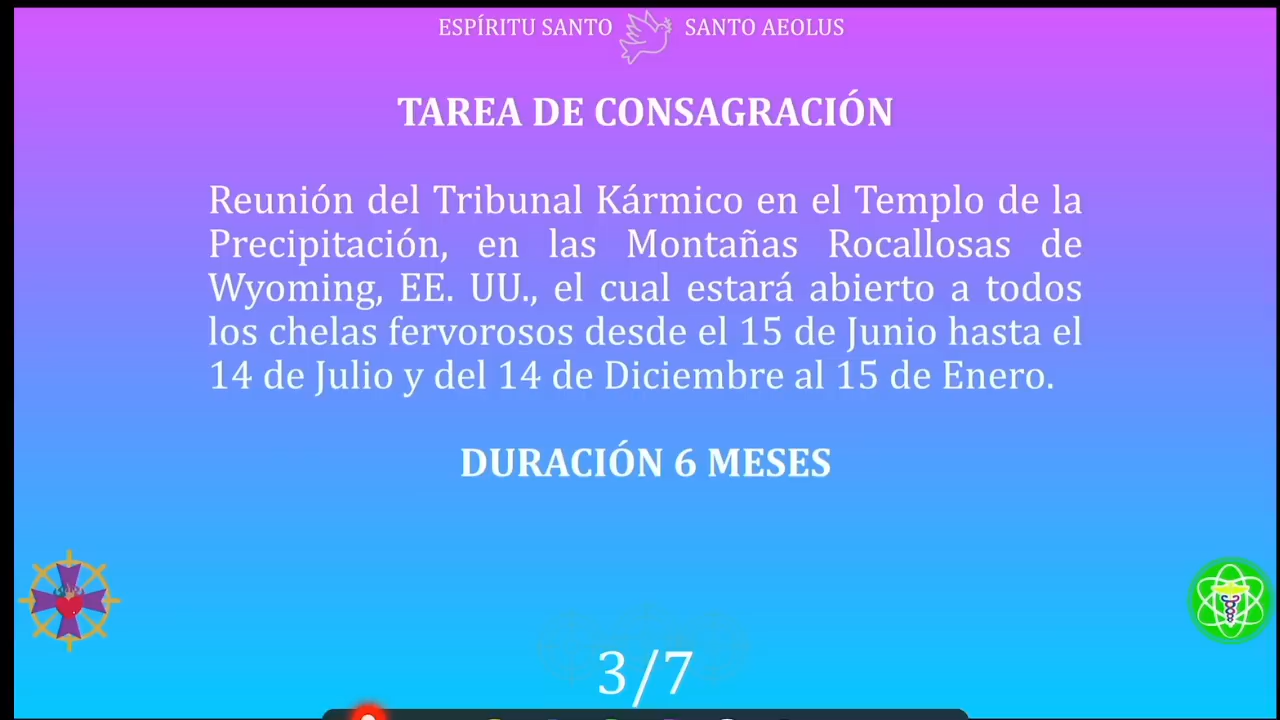 ESPÍRITU SANTO SANTO AEOLUS
TAREA DE CONSAGRACIÓN
Reunión del Tribunal Kármico en el Templo de la
Precipitación, en las Montañas Rocallosas de
Wyoming, EE. UU., el cual estará abierto a todos
los chelas fervorosos desde el 15 de Junio hasta el
14 de Julio y del 14 de Diciembre al 15 de Enero.
DURACIÓN 6 MESES
3/7